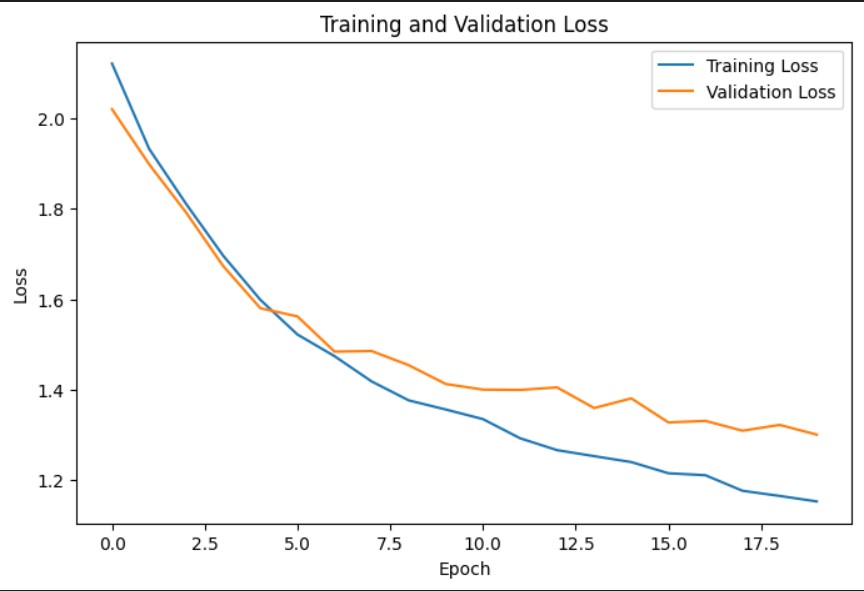 Training and Validation Loss
Training Loss
Validation Loss
2.0
1.8
1.6
1.4
1.2
Loss
0.0 2.5 5.0 7.5 10.0 12.5 15.0 17.5
Epoch